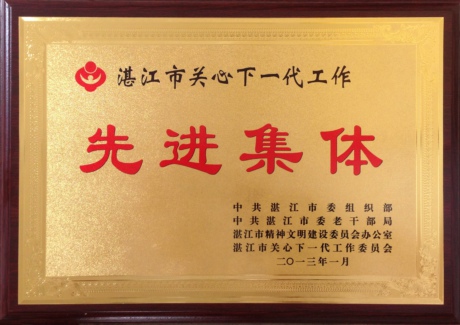 湛江市关心下一代工作
先进集体
中共湛江市委组织部
中共湛江市委老干部局
湛江市精神文明建设委员会办公室
湛江市关心下一代工作委员会
二〇一三年一月